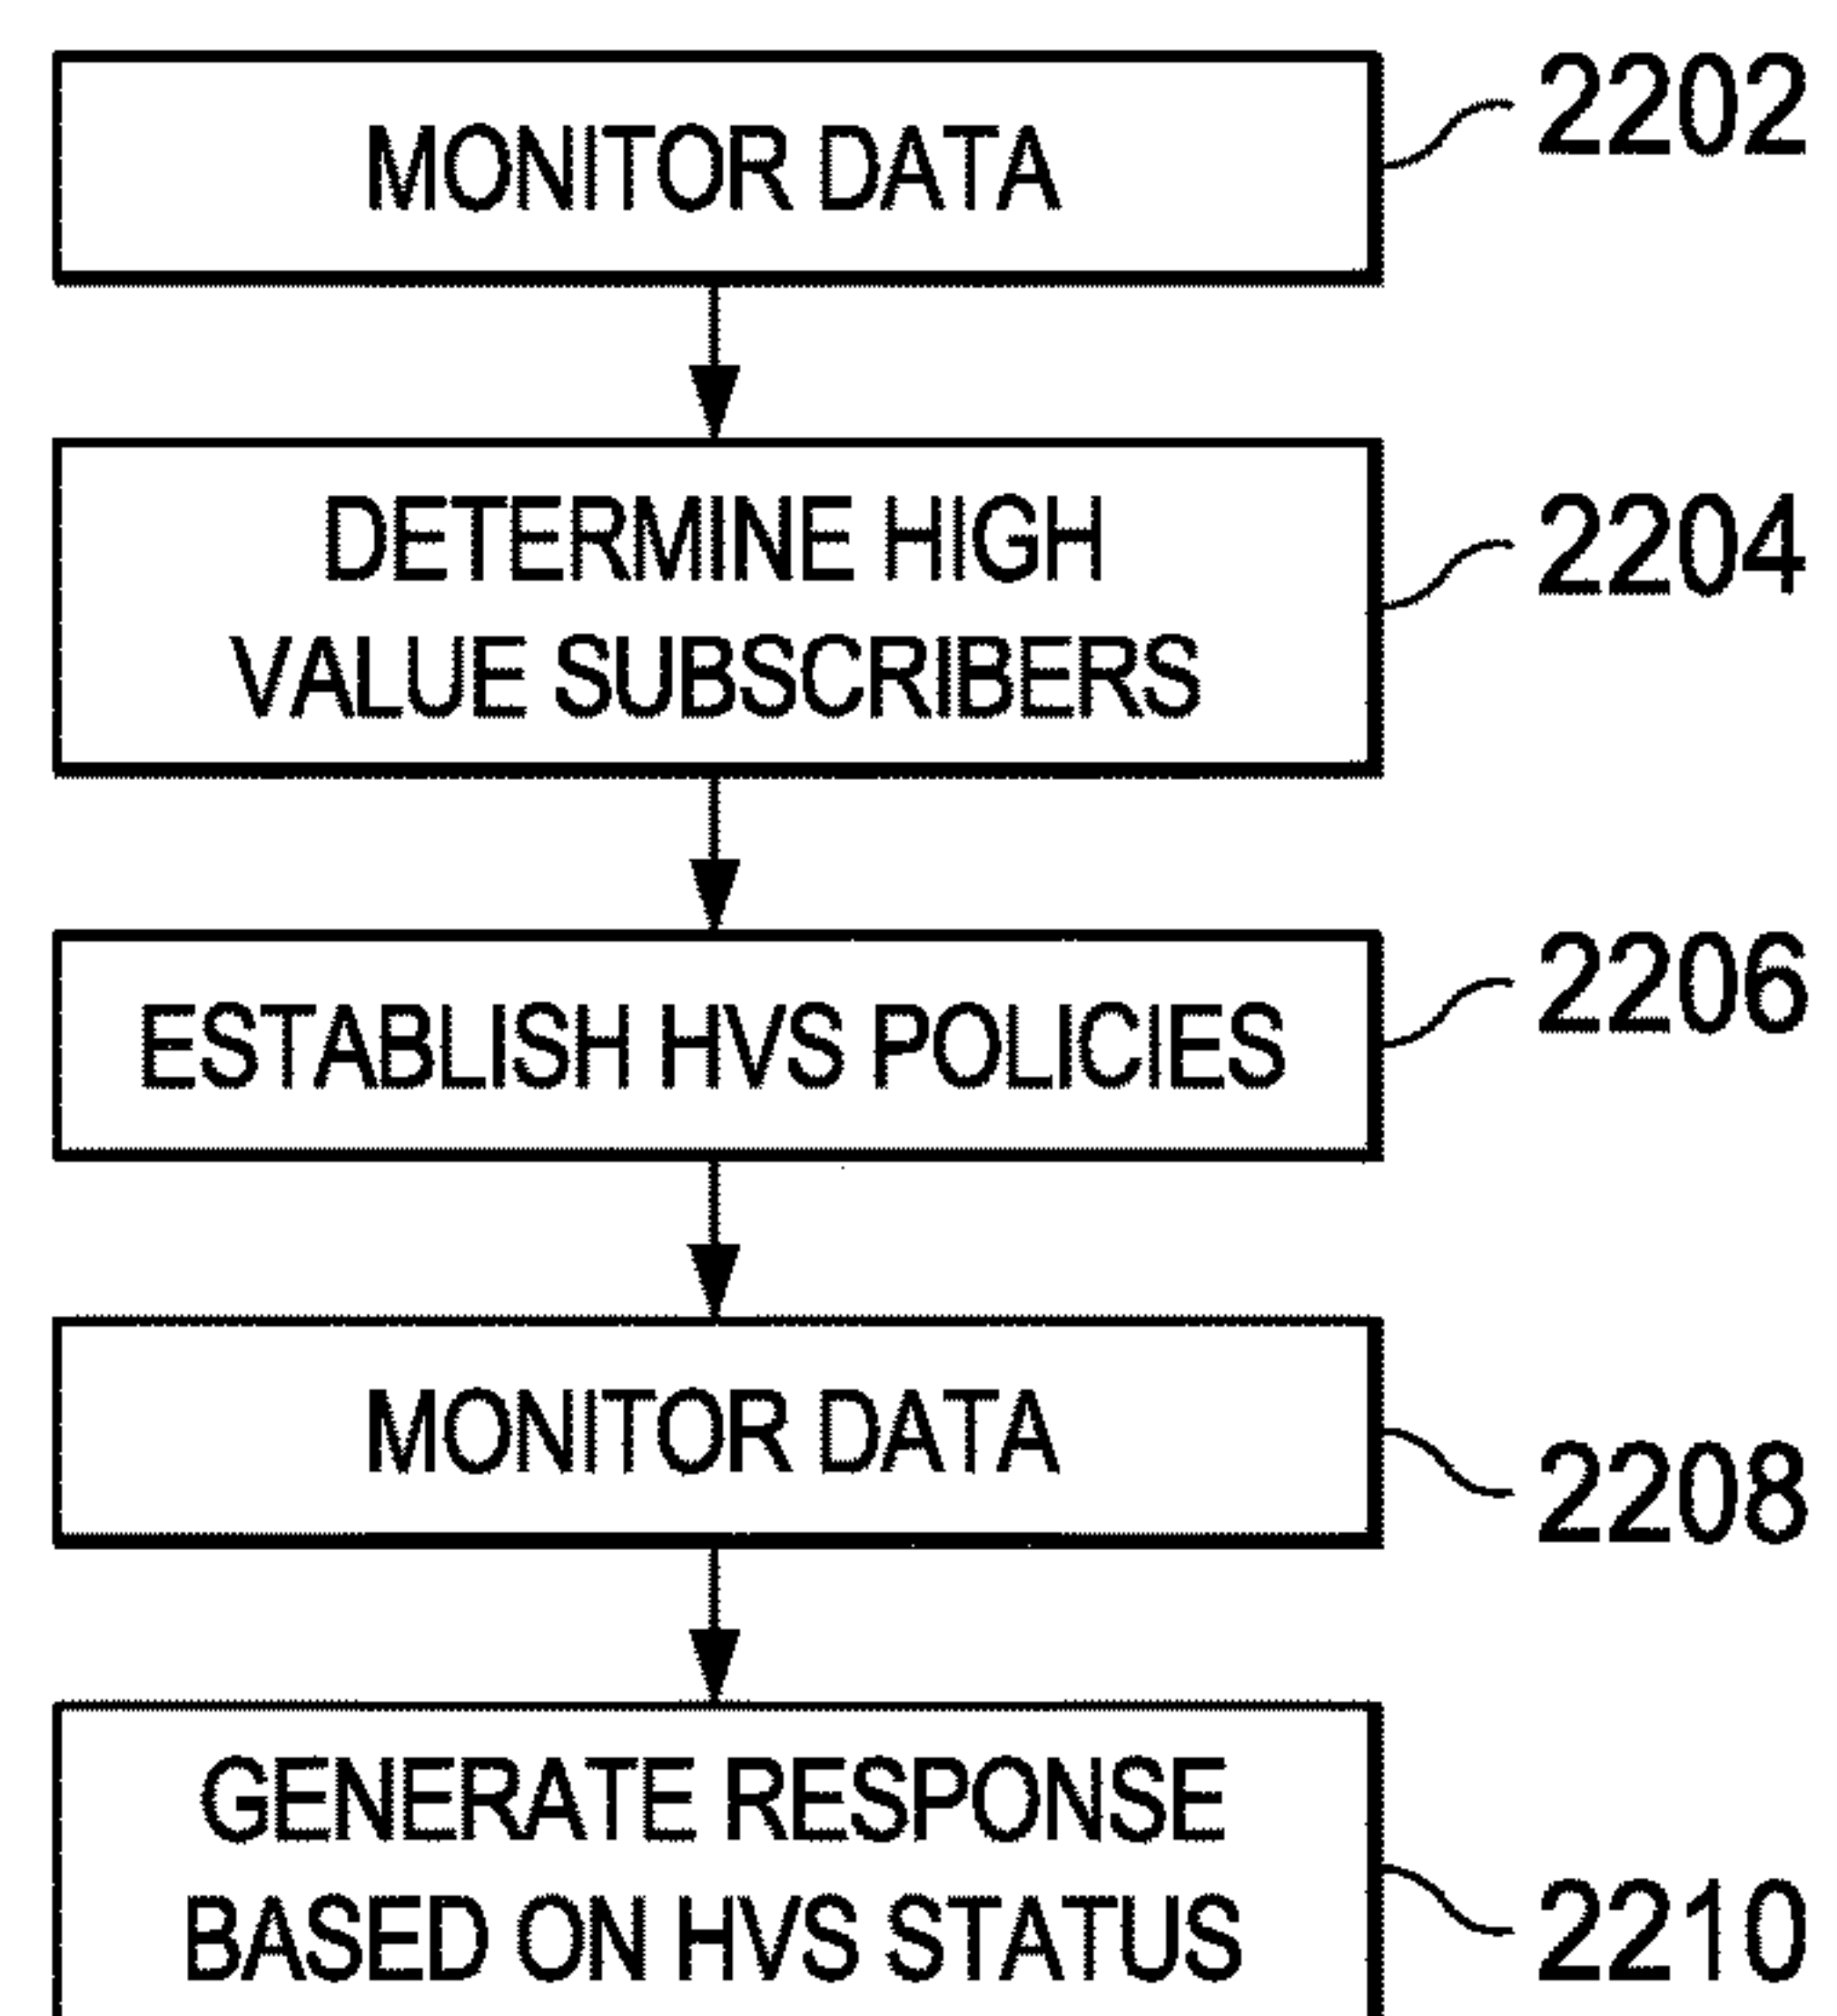 MONITOR DATA
2202
DETERMINE HIGH
VALUE SUBSCRIBERS
2204
ESTABLISH HVS POLICIES
2206
MONITOR DATA
2208
GENERATE RESPONSE
BASED ON HVS STATUS
2210